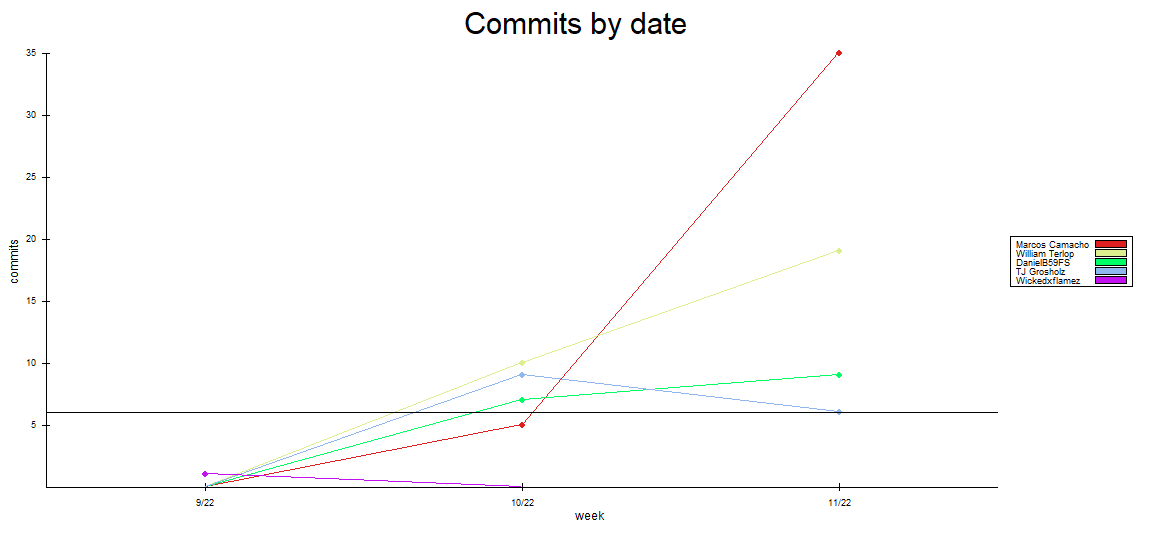 Commits by date
35
30
25
20
15
10
5
commits
9/22
10/22
11/22
week
Marcos Camacho
William Terlop
DanielB59FS
TJ Grosholz
Wickedxflamez